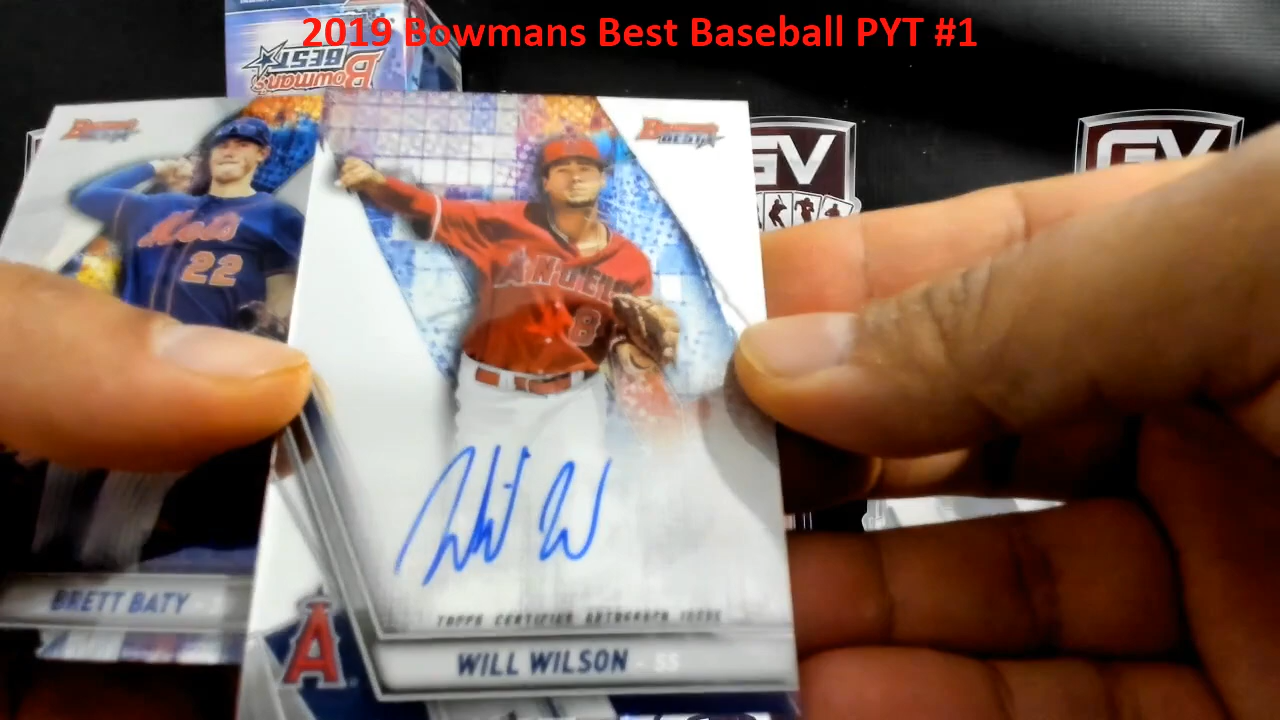 2019 Bowmans Best Baseball PYT #1
Bowman's
BEST
Bowman's
BEST
Bowman's
BEST
GV
GV
Mets
22
ANGELS
8
Will W
TOPPS CERTIFIED AUTOGRAPH ISSUE
BRETT BATY
A
WILL WILSON - SS